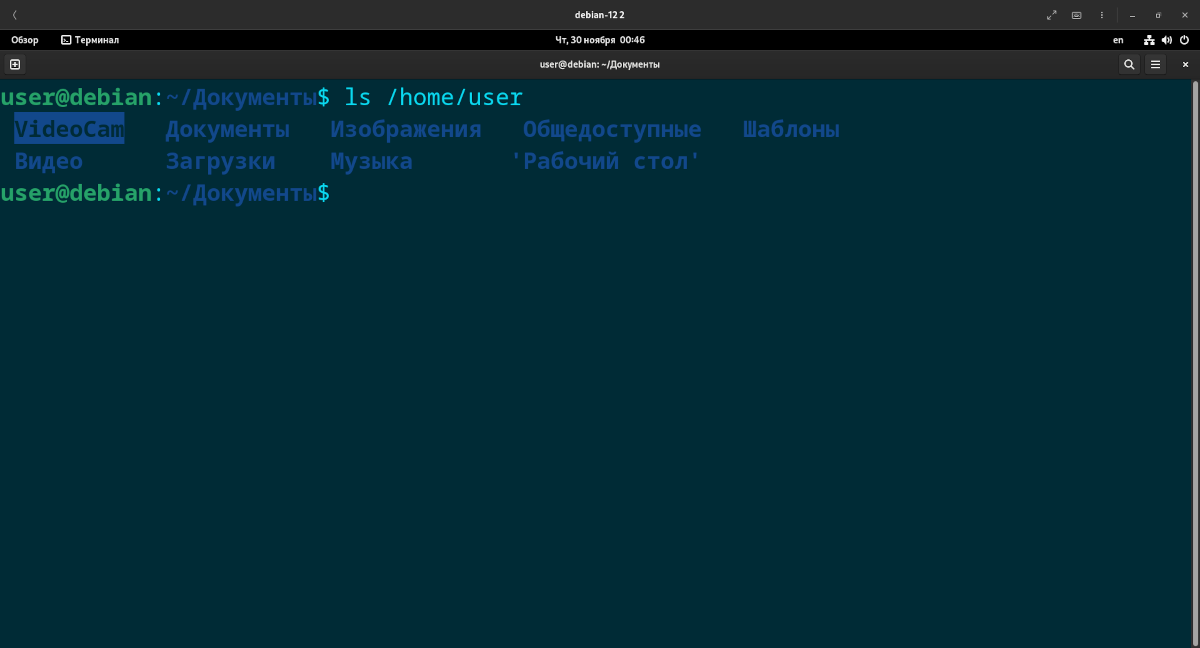 debian-12 2
Обзор Терминал Чт, 30 ноября 00:46 en
user@debian: ~/Документы
user@debian:~/Документы$ ls /home/user
VideoCam Документы Изображения Общедоступные Шаблоны
Видео Загрузки Музыка 'Рабочий стол'
user@debian:~/Документы$